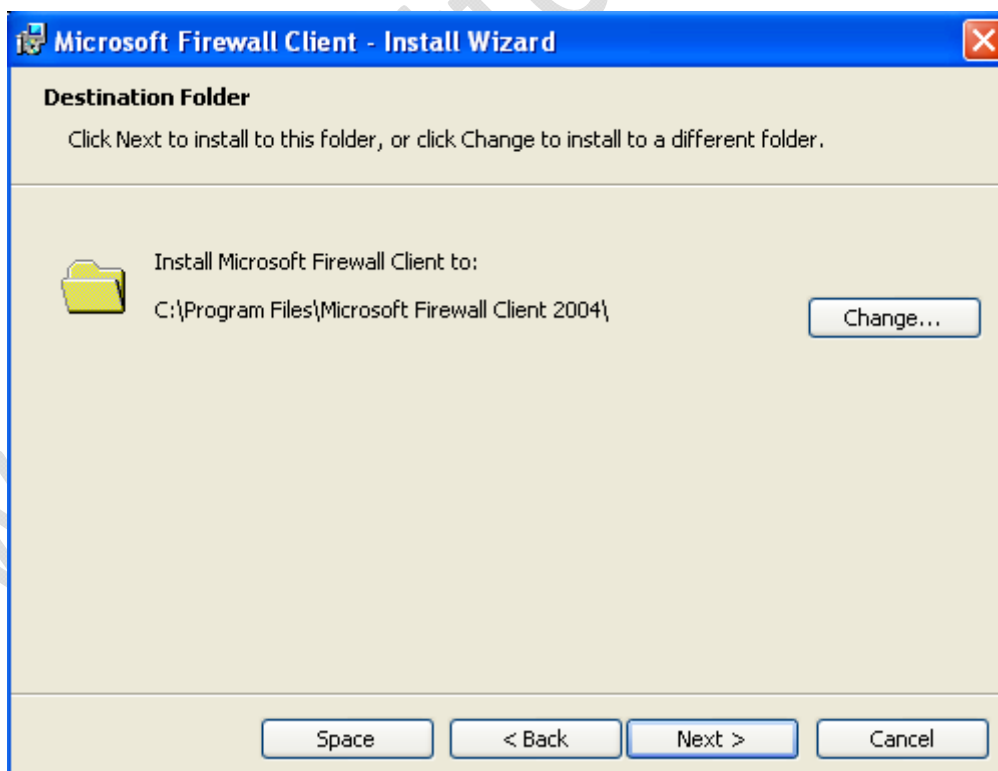 Microsoft Firewall Client - Install Wizard
Destination Folder
Click Next to install to this folder, or click Change to install to a different folder.
Install Microsoft Firewall Client to:
C:\Program Files\Microsoft Firewall Client 2004\
Change...
Space
< Back
Next >
Cancel